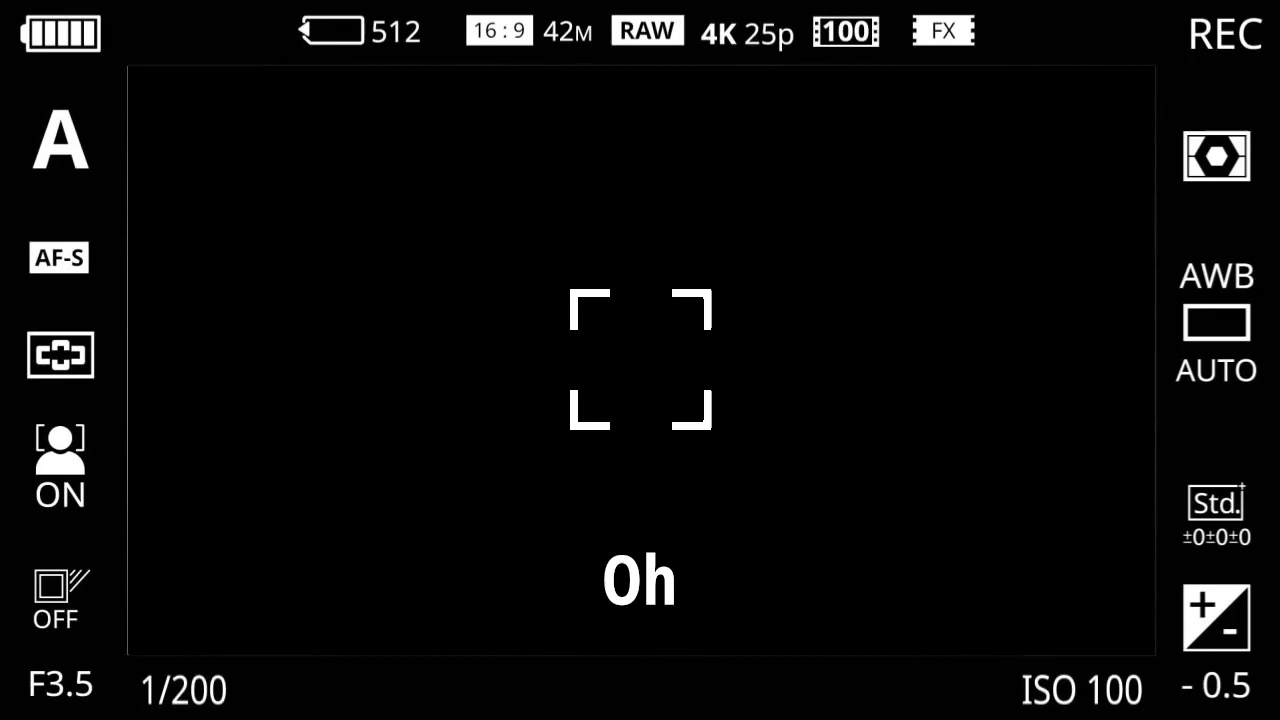 512 16:9 42M RAW 4K 25p 100 FX REC
A
AF-S
AWB
AUTO
ON
Std.+
±0±0±0
Oh
OFF
F3.5 1/200 ISO 100 - 0.5